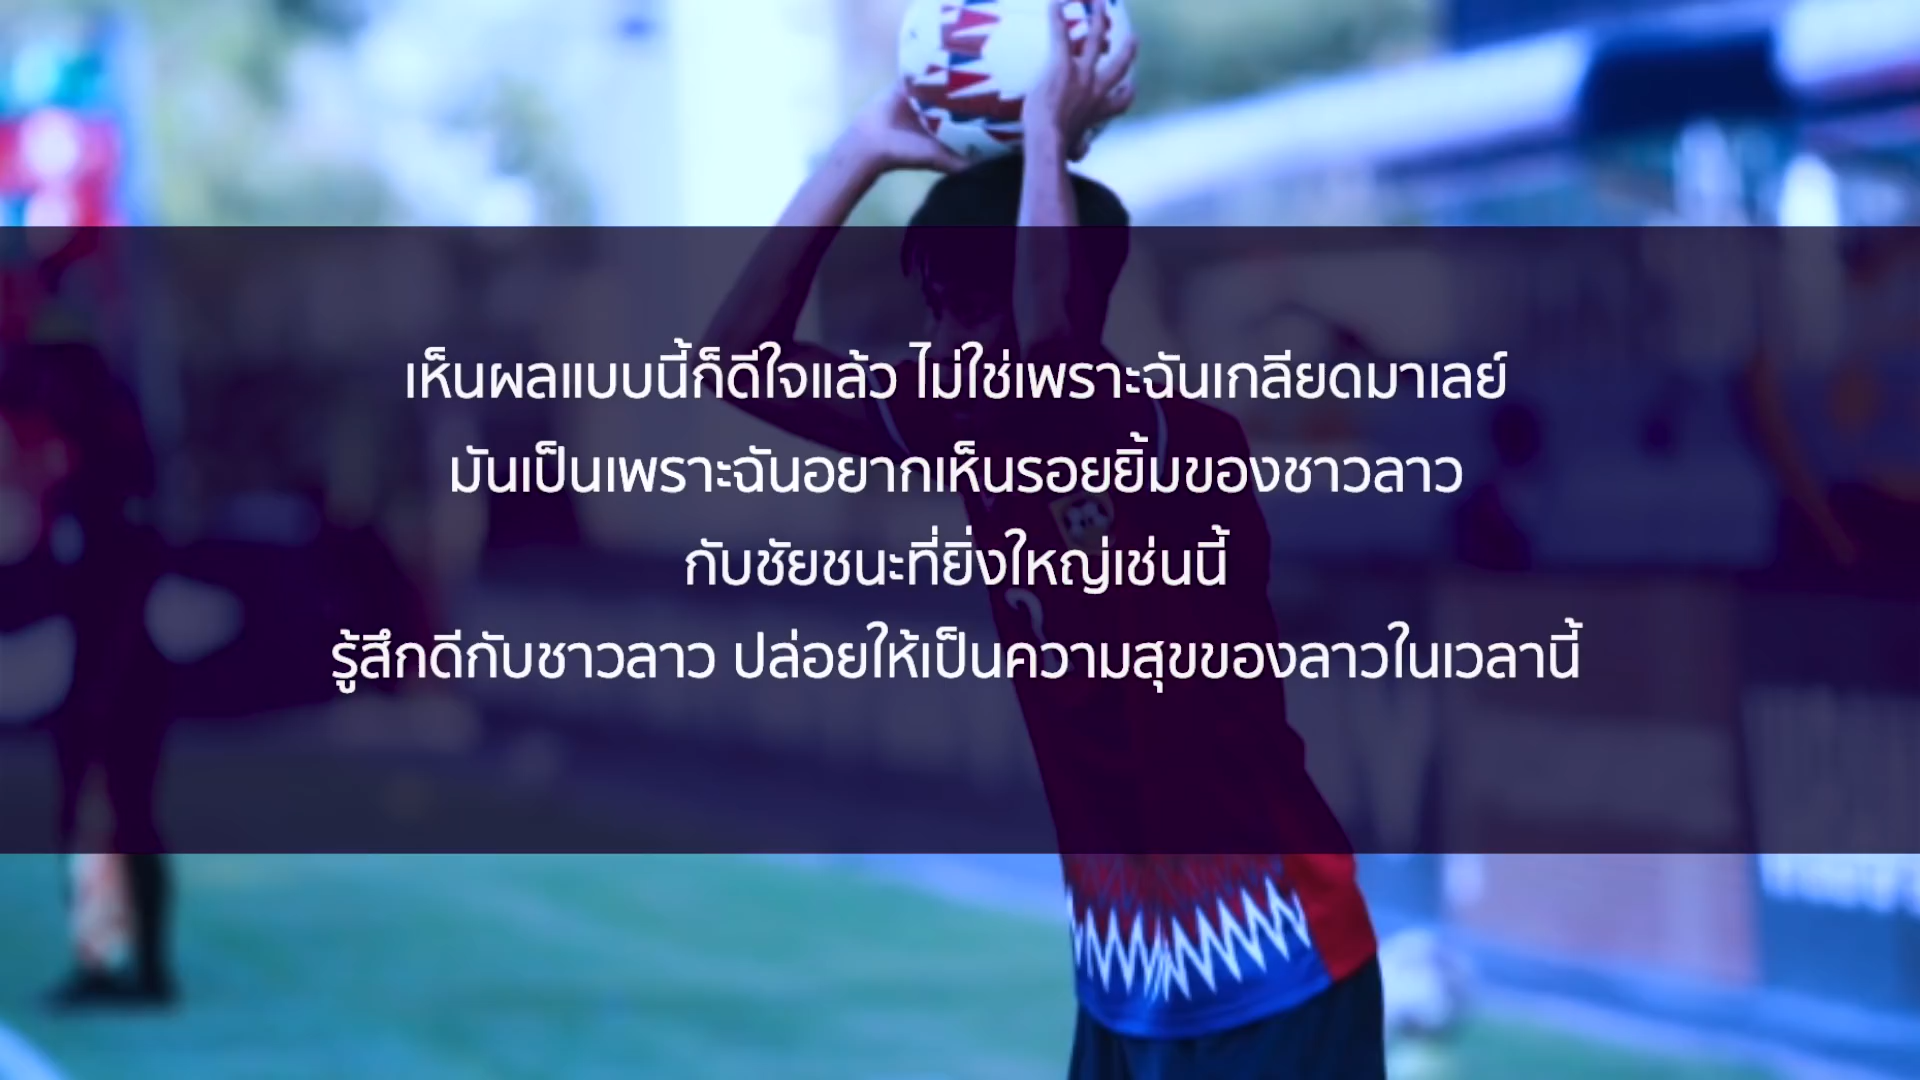 เห็นผลแบบนี้ก็ดีใจแล้ว ไม่ใช่เพราะฉันเกลียดมาเลย์
มันเป็นเพราะฉันอยากเห็นรอยยิ้มของชาวลาว
กับชัยชนะที่ยิ่งใหญ่เช่นนี้
รู้สึกดีกับชาวลาว ปล่อยให้เป็นความสุขของลาวในเวลานี้